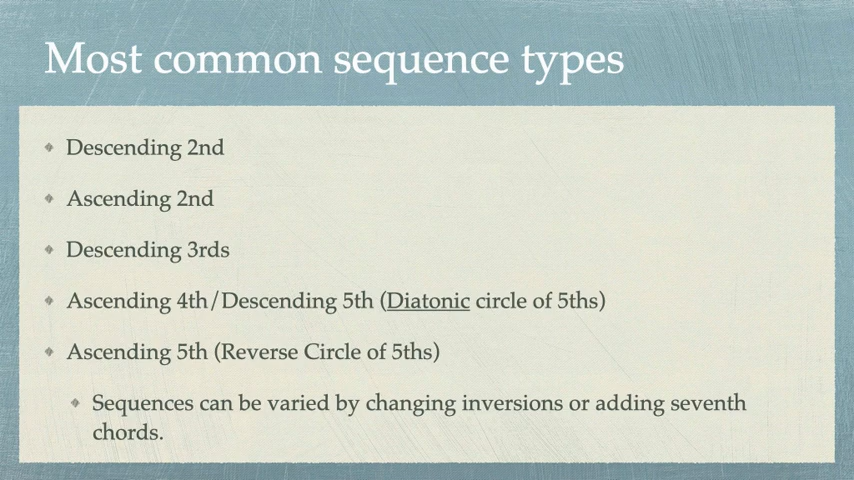 Most common sequence types
Descending 2nd
Ascending 2nd
Descending 3rds
Ascending 4th/Descending 5th (Diatonic circle of 5ths)
Ascending 5th (Reverse Circle of 5ths)
Sequences can be varied by changing inversions or adding seventh
chords.